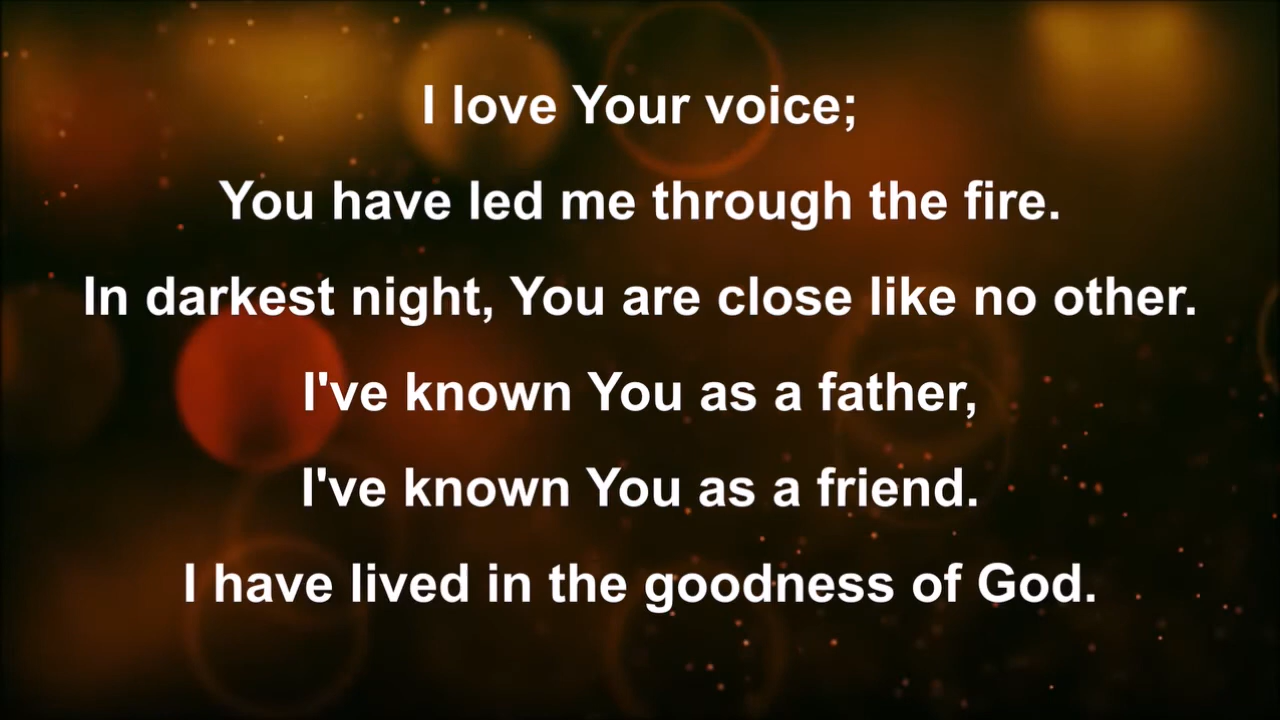 I love Your voice;
You have led me through the fire.
In darkest night, You are close like no other.
I've known You as a father,
I've known You as a friend.
I have lived in the goodness of God.